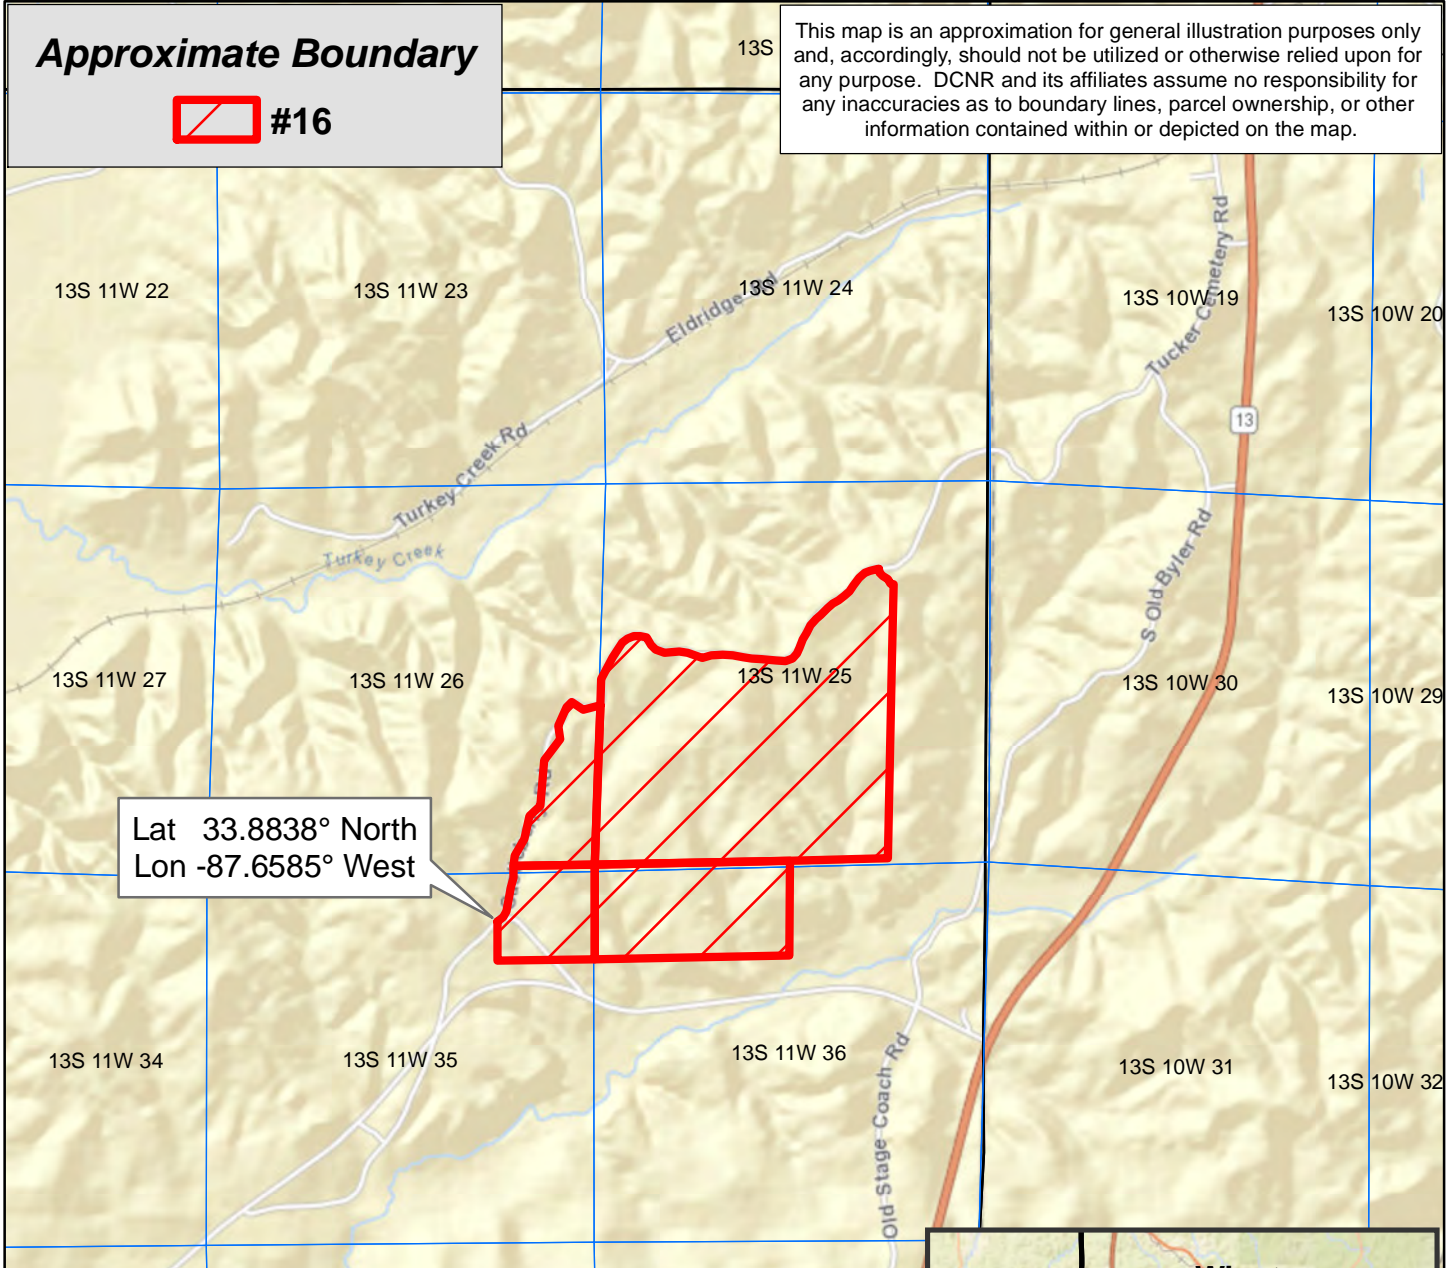 Approximate Boundary
#16
13S
This map is an approximation for general illustration purposes only
and, accordingly, should not be utilized or otherwise relied upon for
any purpose.  DCNR and its affiliates assume no responsibility for
any inaccuracies as to boundary lines, parcel ownership, or other
information contained within or depicted on the map.
13S 11W 22
13S 11W 23
Eldridge
13S 11W 24
13S 10W 19
Tucker Cemetery Rd
13S 10W 20
13
Turkey Creek Rd
Turkey Creek
S Old Byler Rd
13S 11W 27
13S 11W 26
13S 11W 25
13S 10W 30
13S 10W 29
Rd
Lat 33.8838° North
Lon -87.6585° West
13S 11W 34
13S 11W 35
13S 11W 36
Old Stage Coach Rd
13S 10W 31
13S 10W 32